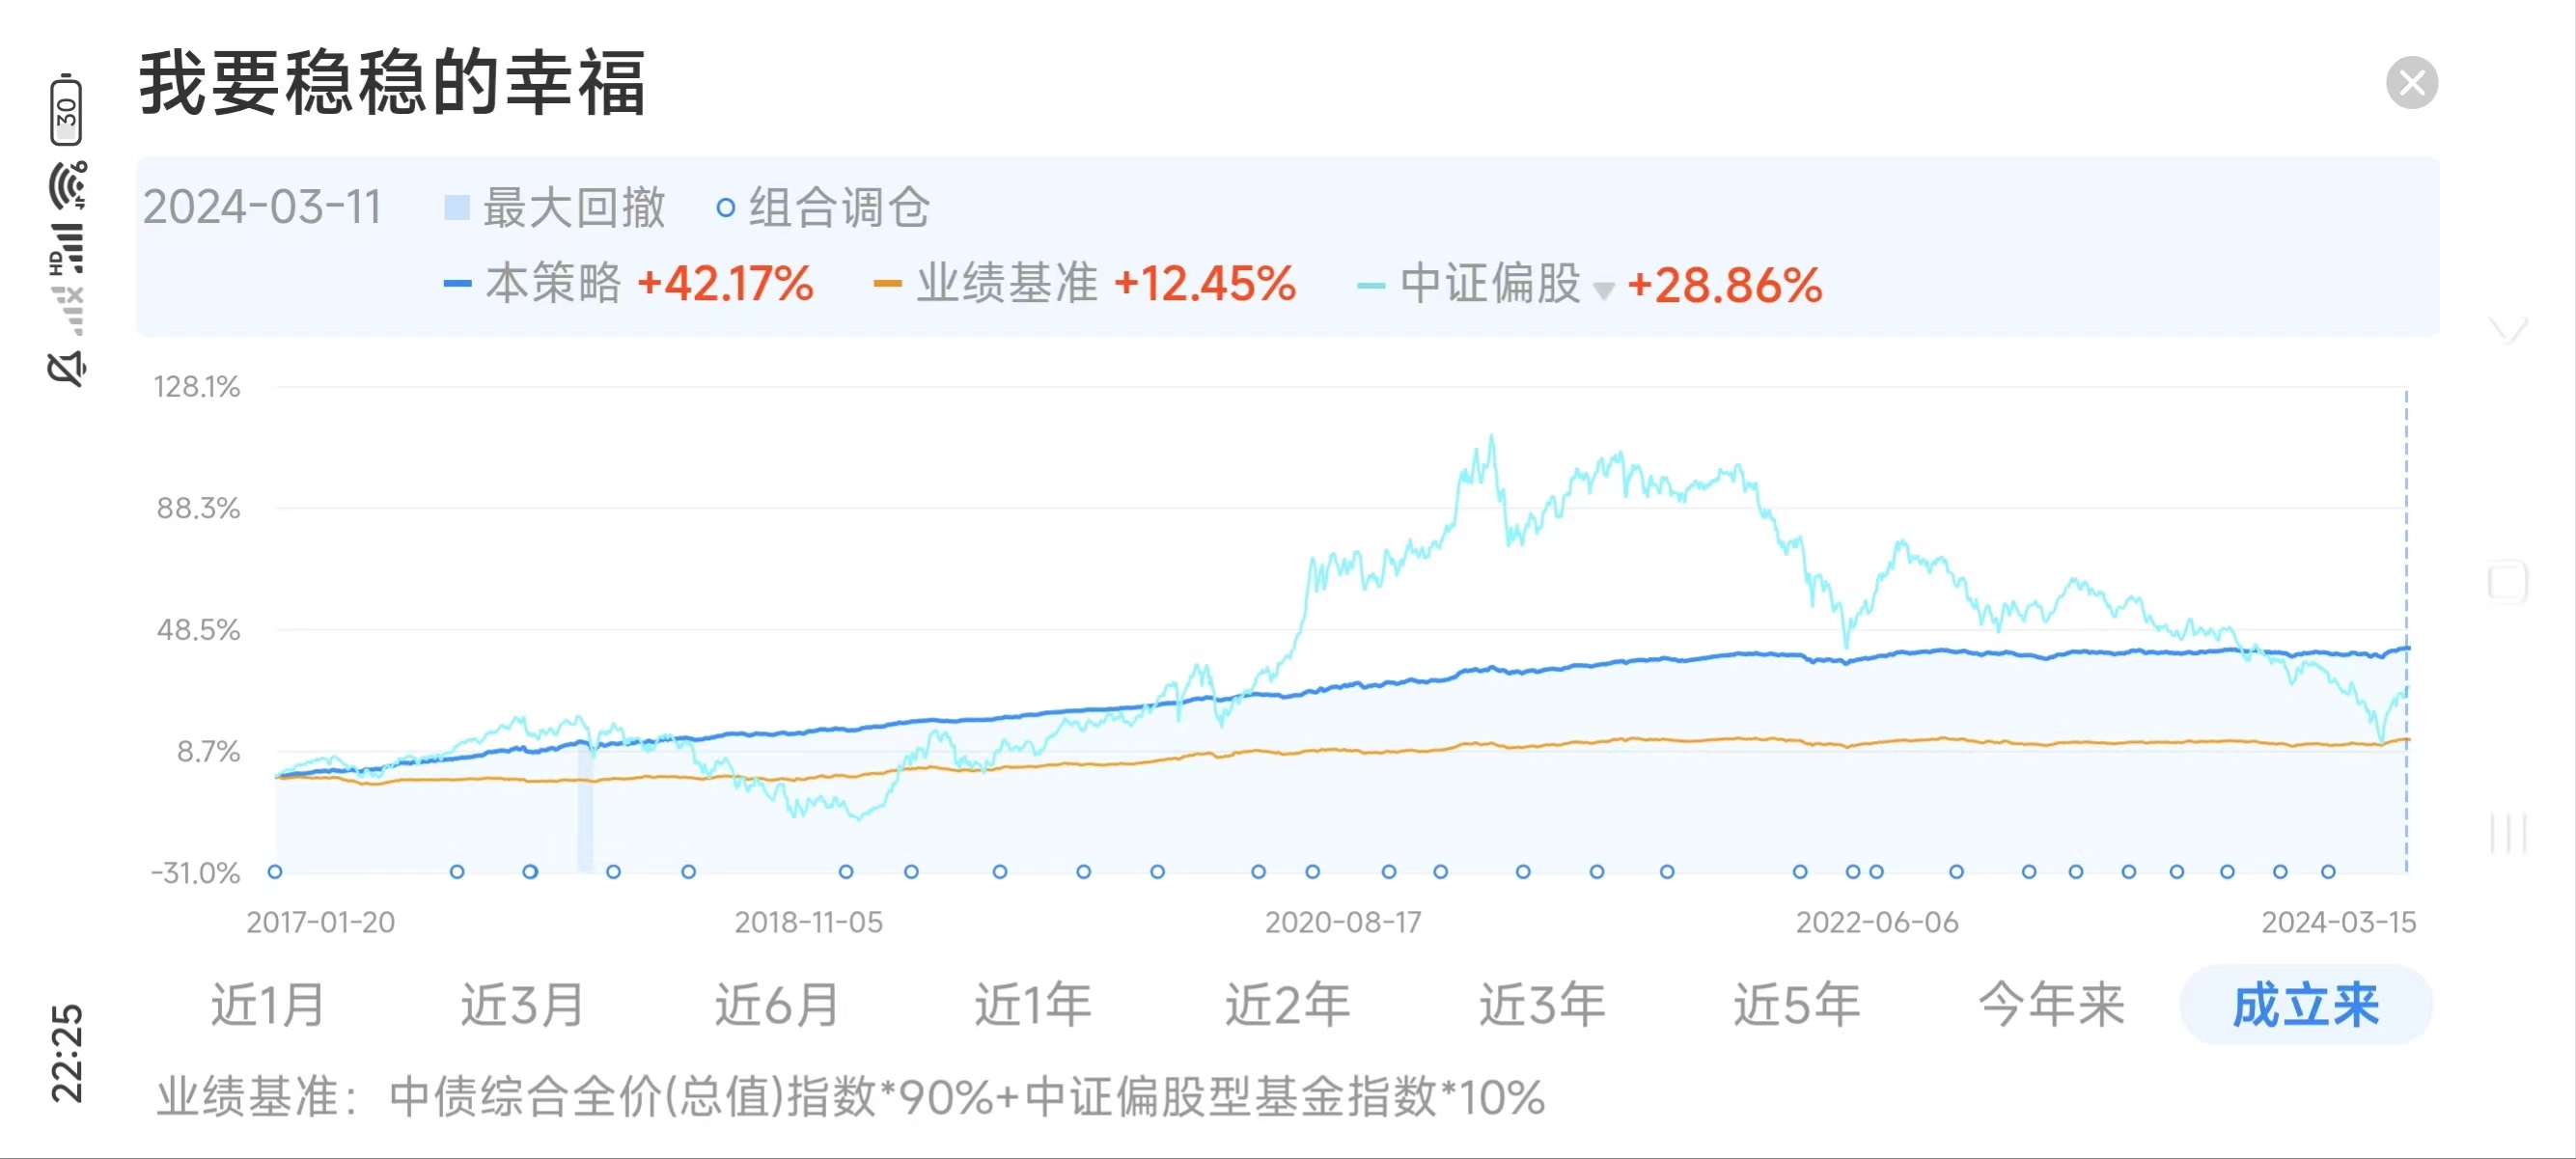 我要稳稳的幸福
2024-03-11 最大回撤 组合调仓
本策略 +42.17% 业绩基准 +12.45% 中证偏股 +28.86%
128.1%
88.3%
48.5%
8.7%
-31.0%
2017-01-20 2018-11-05 2020-08-17 2022-06-06 2024-03-15
近1月 近3月 近6月 近1年 近2年 近3年 近5年 今年来 成立来
业绩基准：中债综合全价(总值)指数*90%+中证偏股型基金指数*10%
30
6
HD
22:25